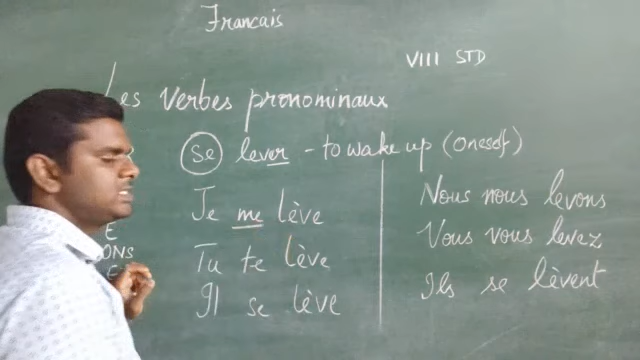 Francais
VIII STD
Les Verbes pronominaux
se lever - to wake up (oneself)
Je me lève
Tu te lève
Il se lève
Nous nous levons
Vous vous levez
Ils se lèvent
E
ONS
E